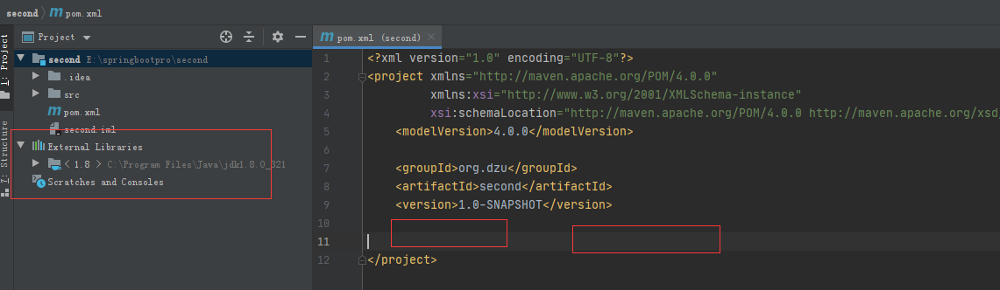 second pom.xml
1: Project
7: Structure
Project
second E:\springbootpro\second
.idea
src
pom.xml
second.iml
External Libraries
< 1.8 > C:\Program Files\Java\jdk1.8.0_321
Scratches and Consoles
pom.xml (second)
1 <?xml version="1.0" encoding="UTF-8"?>
2 <project xmlns="http://maven.apache.org/POM/4.0.0"
3 xmlns:xsi="http://www.w3.org/2001/XMLSchema-instance"
4 xsi:schemaLocation="http://maven.apache.org/POM/4.0.0 http://maven.apache.org/xsd/
5 <modelVersion>4.0.0</modelVersion>
6
7 <groupId>org.dzu</groupId>
8 <artifactId>second</artifactId>
9 <version>1.0-SNAPSHOT</version>
10
11
12 </project>